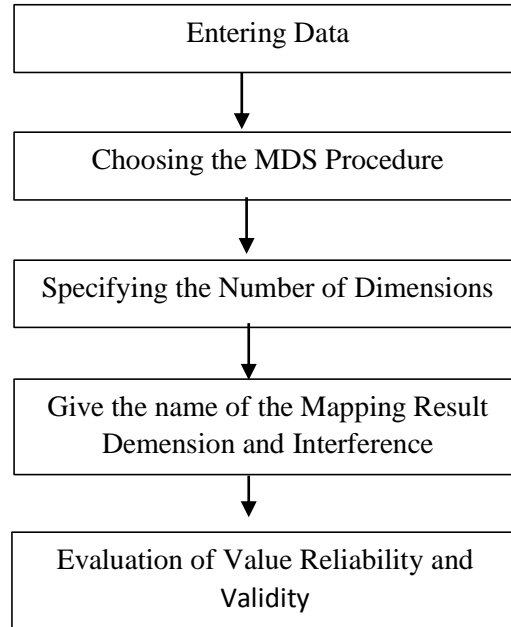 Entering Data
Choosing the MDS Procedure
Specifying the Number of Dimensions
Give the name of the Mapping Result
Demension and Interference
Evaluation of Value Reliability and
Validity